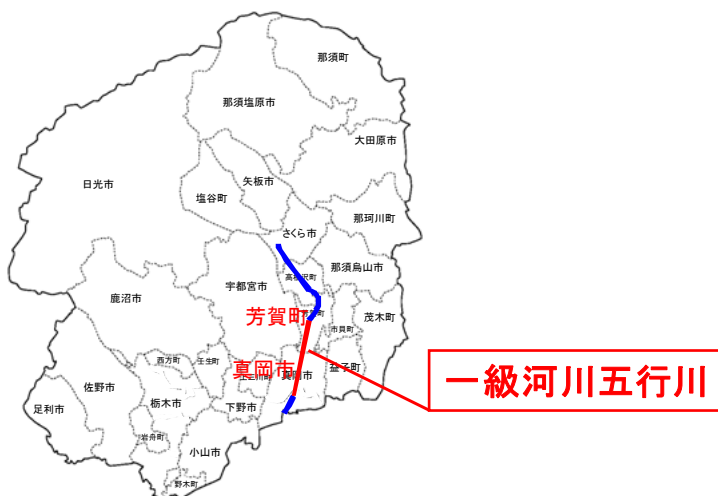 那須町
那須塩原市
大田原市
矢板市
日光市
塩谷町
那珂川町
さくら市
那須烏山市
高根沢町
宇都宮市
鹿沼市
芳賀町
茂木町
市貝町
西方町
壬生町
真岡市
真岡市
益子町
佐野市
栃木市
足利市
下野市
岩舟町
小山市
野木町
一級河川五行川